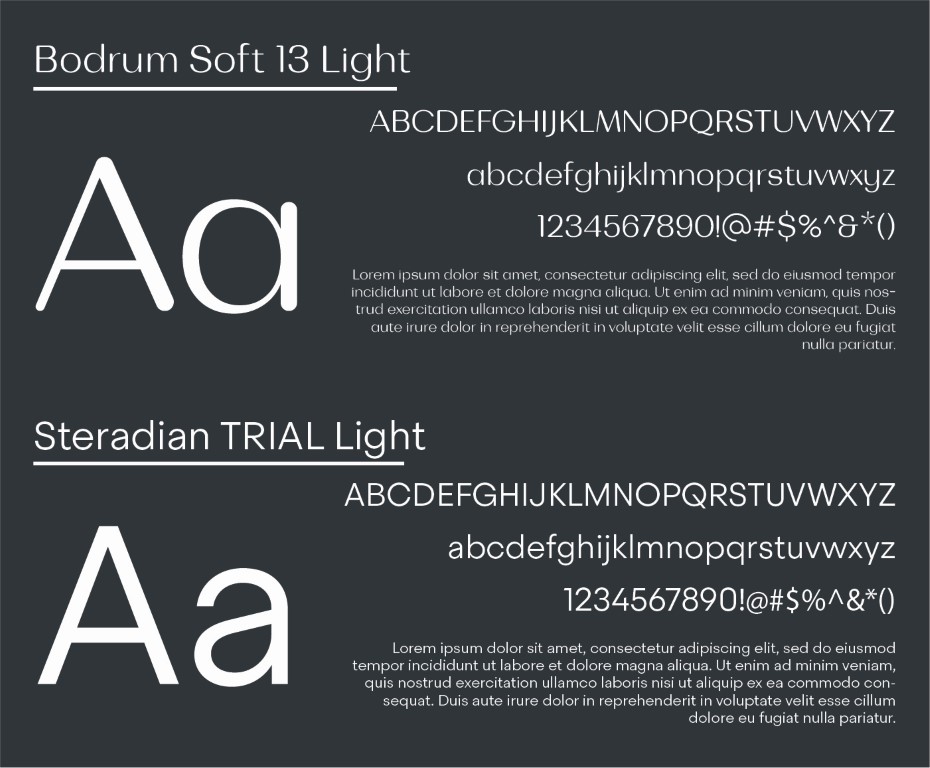 Bodrum Soft 13 Light
Aa
ABCDEFGHIJKLMNOPQRSTUVWXYZ
abcdefghijklmnopqrstuvwxyz
1234567890!@#$%^&*()
Lorem ipsum dolor sit amet, consectetur adipiscing elit, sed do eiusmod tempor
incididunt ut labore et dolore magna aliqua. Ut enim ad minim veniam, quis nos-
trud exercitation ullamco laboris nisi ut aliquip ex ea commodo consequat. Duis
aute irure dolor in reprehenderit in voluptate velit esse cillum dolore eu fugiat
nulla pariatur.
Steradian TRIAL Light
Aa
ABCDEFGHIJKLMNOPQRSTUVWXYZ
abcdefghijklmnopqrstuvwxyz
1234567890!@#$%^&*()
Lorem ipsum dolor sit amet, consectetur adipiscing elit, sed do eiusmod
tempor incididunt ut labore et dolore magna aliqua. Ut enim ad minim veniam,
quis nostrud exercitation ullamco laboris nisi ut aliquip ex ea commodo con-
sequat. Duis aute irure dolor in reprehenderit in voluptate velit esse cillum
dolore eu fugiat nulla pariatur.